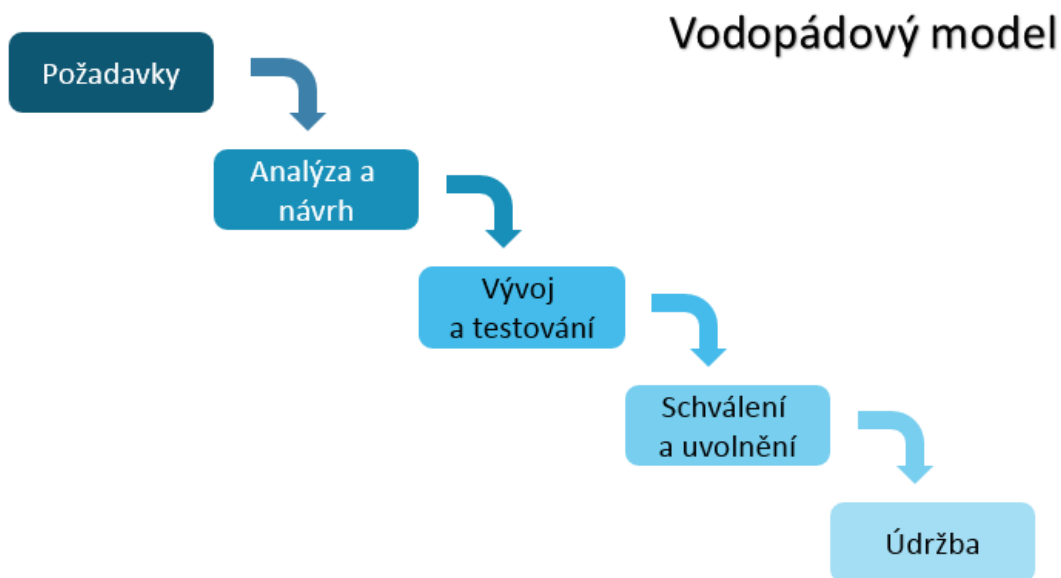 Vodopádový model
Požadavky
Analýza a
návrh
Vývoj
a testování
Schválení
a uvolnění
Údržba